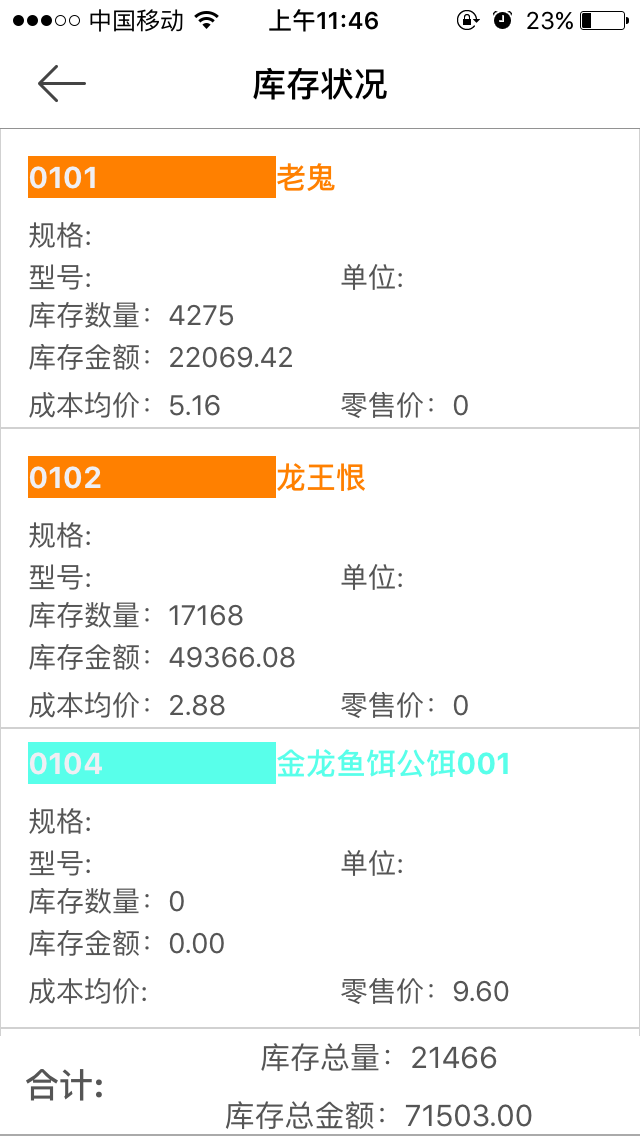 中国移动 上午11:46 23%
库存状况
0101 老鬼
规格:
型号: 单位:
库存数量: 4275
库存金额: 22069.42
成本均价: 5.16 零售价: 0
0102 龙王恨
规格:
型号: 单位:
库存数量: 17168
库存金额: 49366.08
成本均价: 2.88 零售价: 0
0104 金龙鱼饵公饵001
规格:
型号: 单位:
库存数量: 0
库存金额: 0.00
成本均价: 零售价: 9.60
库存总量: 21466
合计:
库存总金额: 71503.00